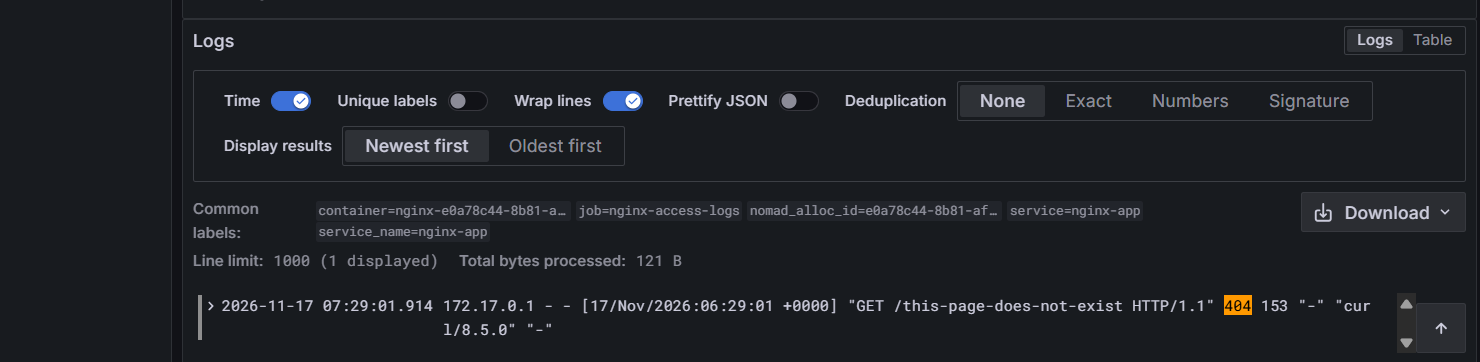 Logs
Logs Table
Time Unique labels Wrap lines Prettify JSON Deduplication None Exact Numbers Signature
Display results Newest first Oldest first
Common labels: container=nginx-e0a78c44-8b81-a… job=nginx-access-logs nomad_alloc_id=e0a78c44-8b81-af… service=nginx-app
service_name=nginx-app
Download
Line limit: 1000 (1 displayed) Total bytes processed: 121 B
2026-11-17 07:29:01.914 172.17.0.1 - - [17/Nov/2026:06:29:01 +0000] "GET /this-page-does-not-exist HTTP/1.1" 404 153 "-" "cur
l/8.5.0" "-"